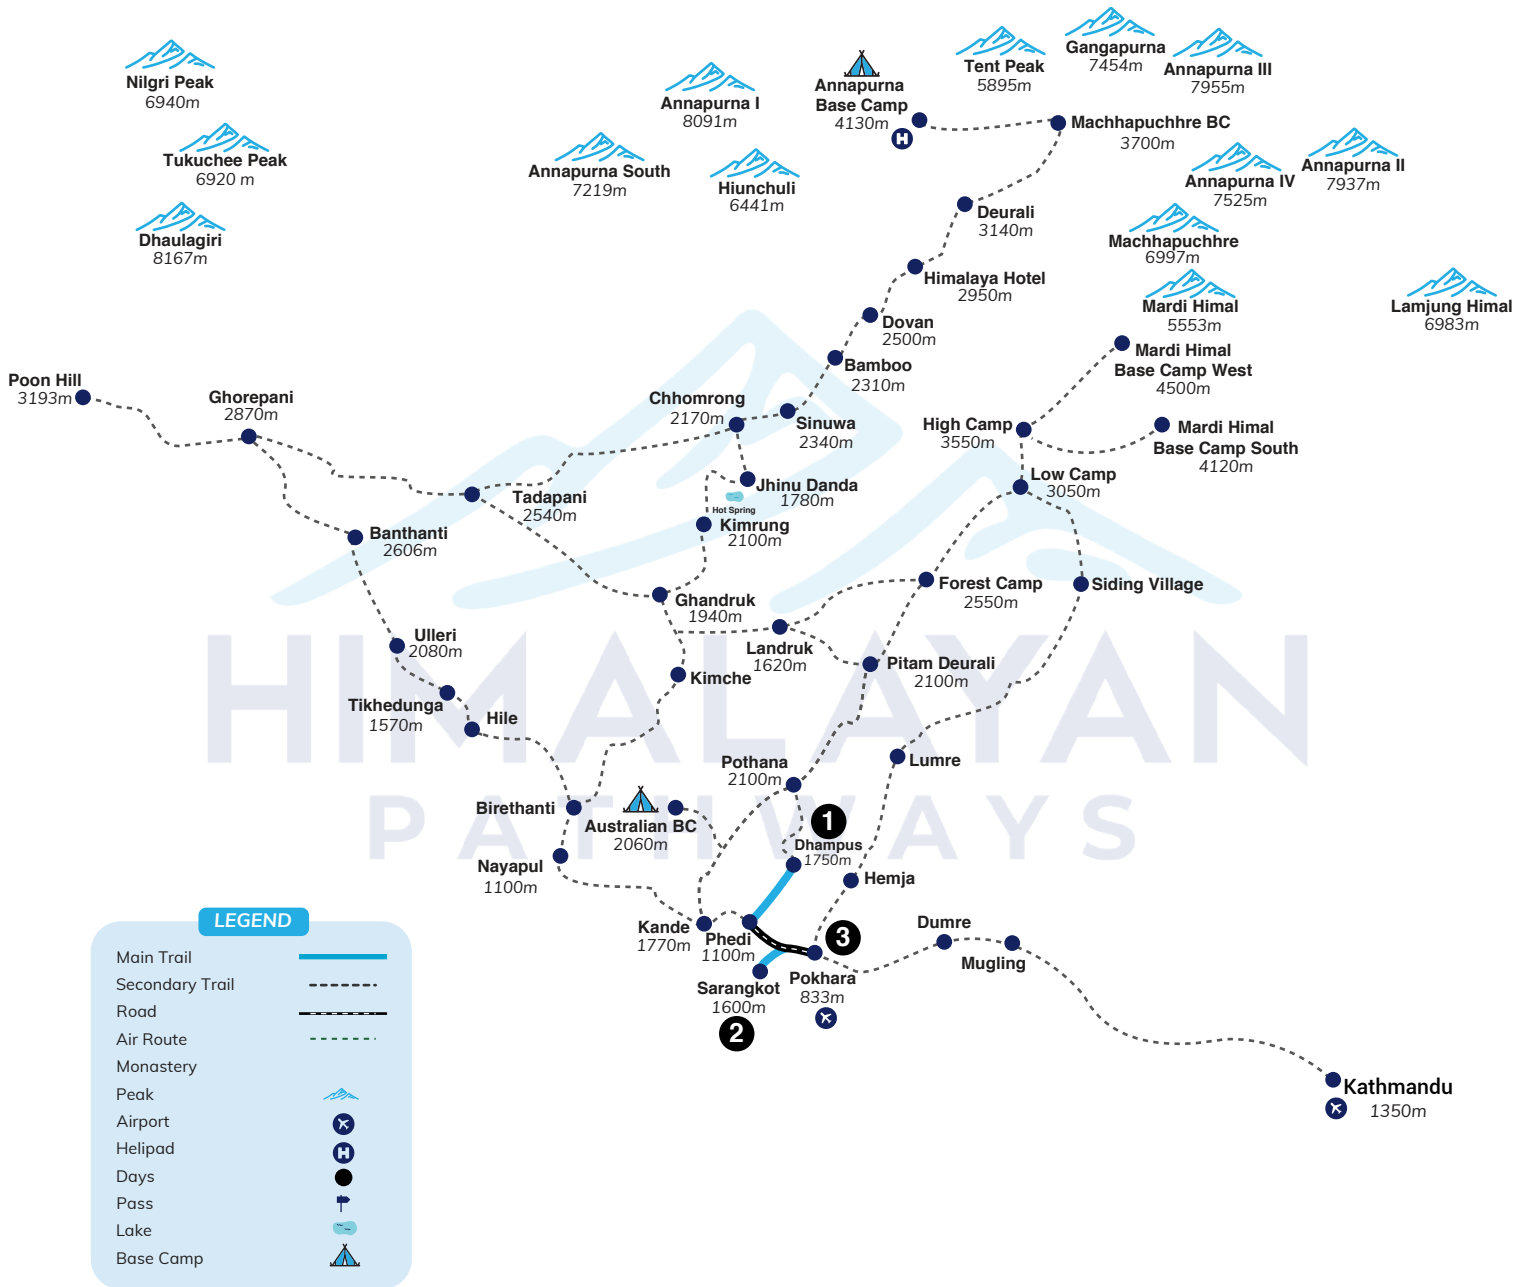 Nilgri Peak
6940m
Tukuchee Peak
6920 m
Dhaulagiri
8167m
Annapurna I
8091m
Annapurna South
7219m
Hiunchuli
6441m
Annapurna
Base Camp
4130m
H
Tent Peak
5895m
Gangapurna
7454m
Annapurna III
7955m
Machhapuchhre BC
3700m
Annapurna IV
7525m
Annapurna II
7937m
Deurali
3140m
Machhapuchhre
6997m
Himalaya Hotel
2950m
Mardi Himal
5553m
Lamjung Himal
6983m
Dovan
2500m
Bamboo
2310m
Mardi Himal
Base Camp West
4500m
Poon Hill
3193m
Ghorepani
2870m
Chhomrong
2170m
Sinuwa
2340m
High Camp
3550m
Mardi Himal
Base Camp South
4120m
Low Camp
3050m
Tadapani
2540m
Jhinu Danda
1780m
Hot Spring
Kimrung
2100m
Banthanti
2606m
Forest Camp
2550m
Siding Village
Ghandruk
1940m
Ulleri
2080m
Landruk
1620m
Pitam Deurali
2100m
Kimche
Tikhedunga
1570m
Hile
HIMALAYAN
PATHWAYS
Pothana
2100m
Lumre
Birethanti
Australian BC
2060m
1
Dhampus
1750m
Nayapul
1100m
Hemja
Kande
1770m
Phedi
1100m
3
Dumre
Mugling
Sarangkot
1600m
2
Pokhara
833m
Kathmandu
1350m
LEGEND
Main Trail
Secondary Trail
Road
Air Route
Monastery
Peak
Airport
Helipad
H
Days
Pass
Lake
Base Camp